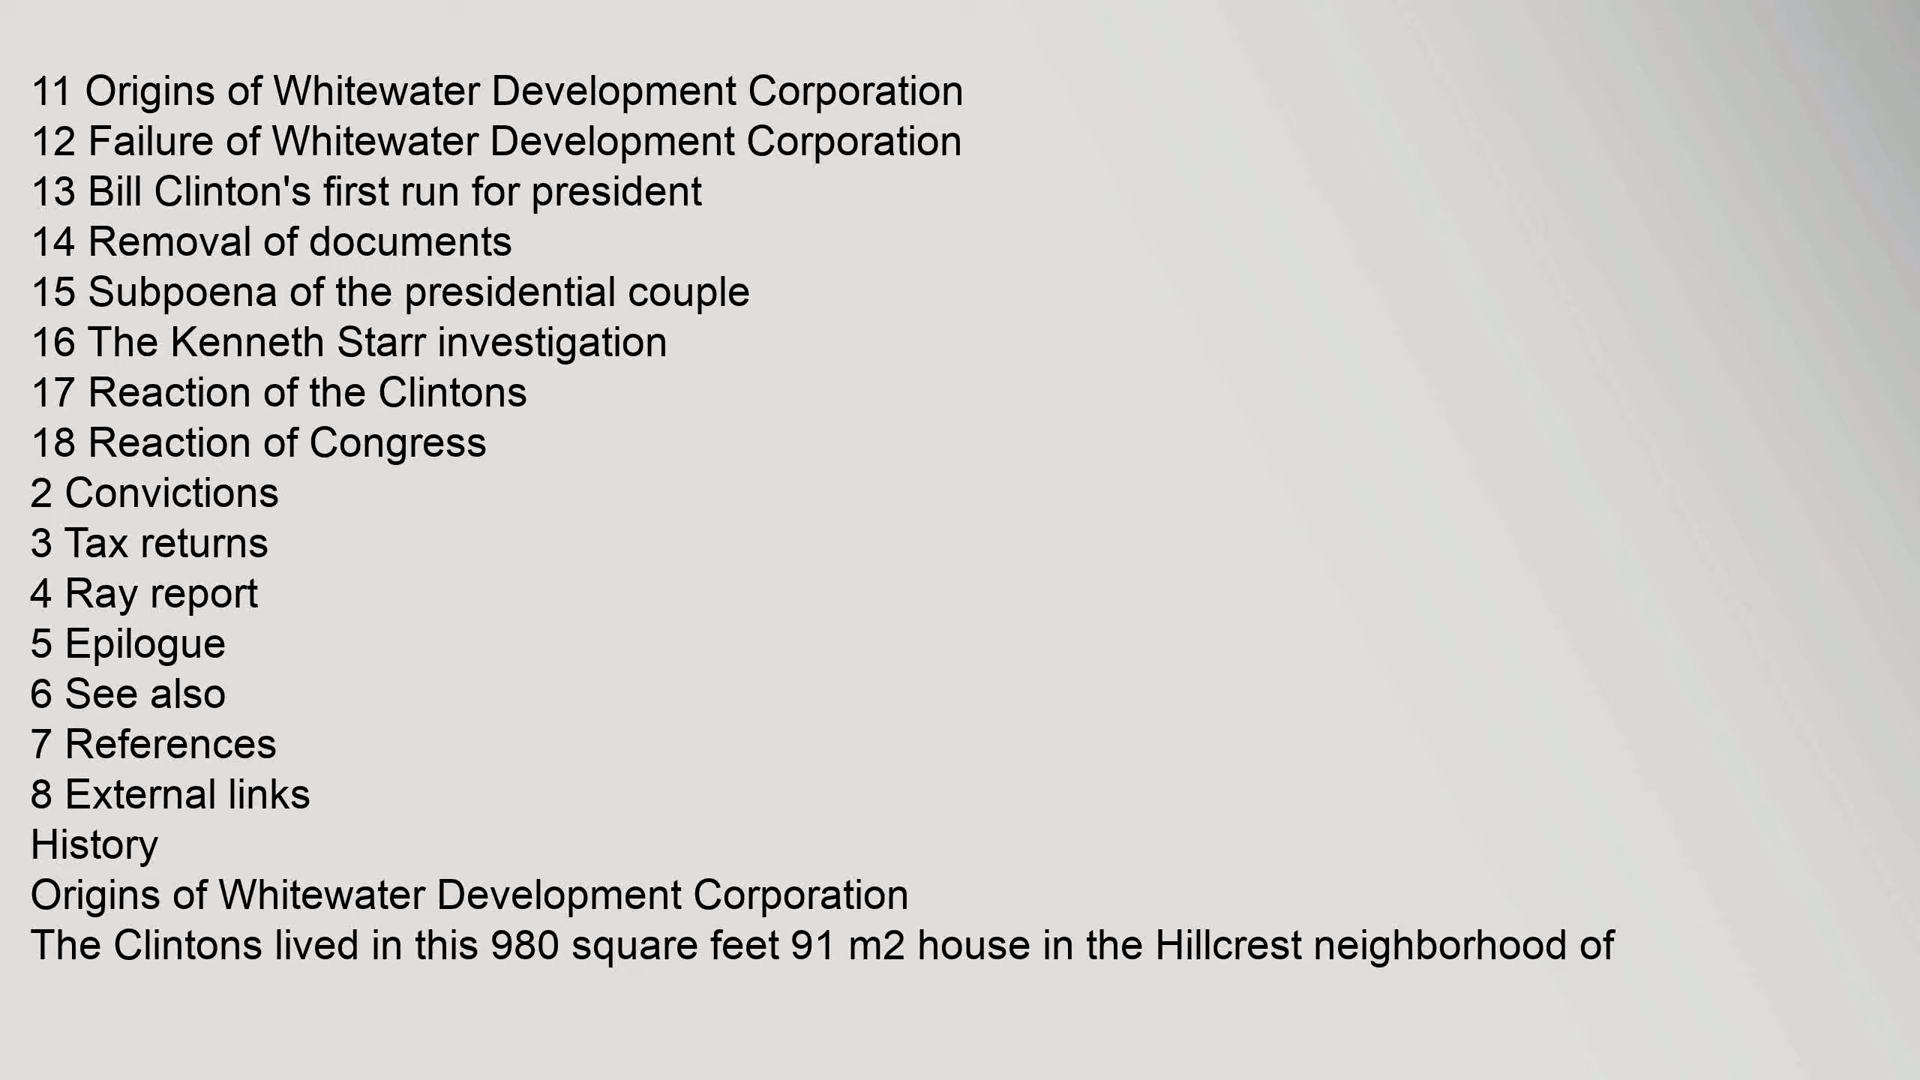 11 Origins of Whitewater Development Corporation
12 Failure of Whitewater Development Corporation
13 Bill Clinton's first run for president
14 Removal of documents
15 Subpoena of the presidential couple
16 The Kenneth Starr investigation
17 Reaction of the Clintons
18 Reaction of Congress
2 Convictions
3 Tax returns
4 Ray report
5 Epilogue
6 See also
7 References
8 External links
History
Origins of Whitewater Development Corporation
The Clintons lived in this 980 square feet 91 m2 house in the Hillcrest neighborhood of